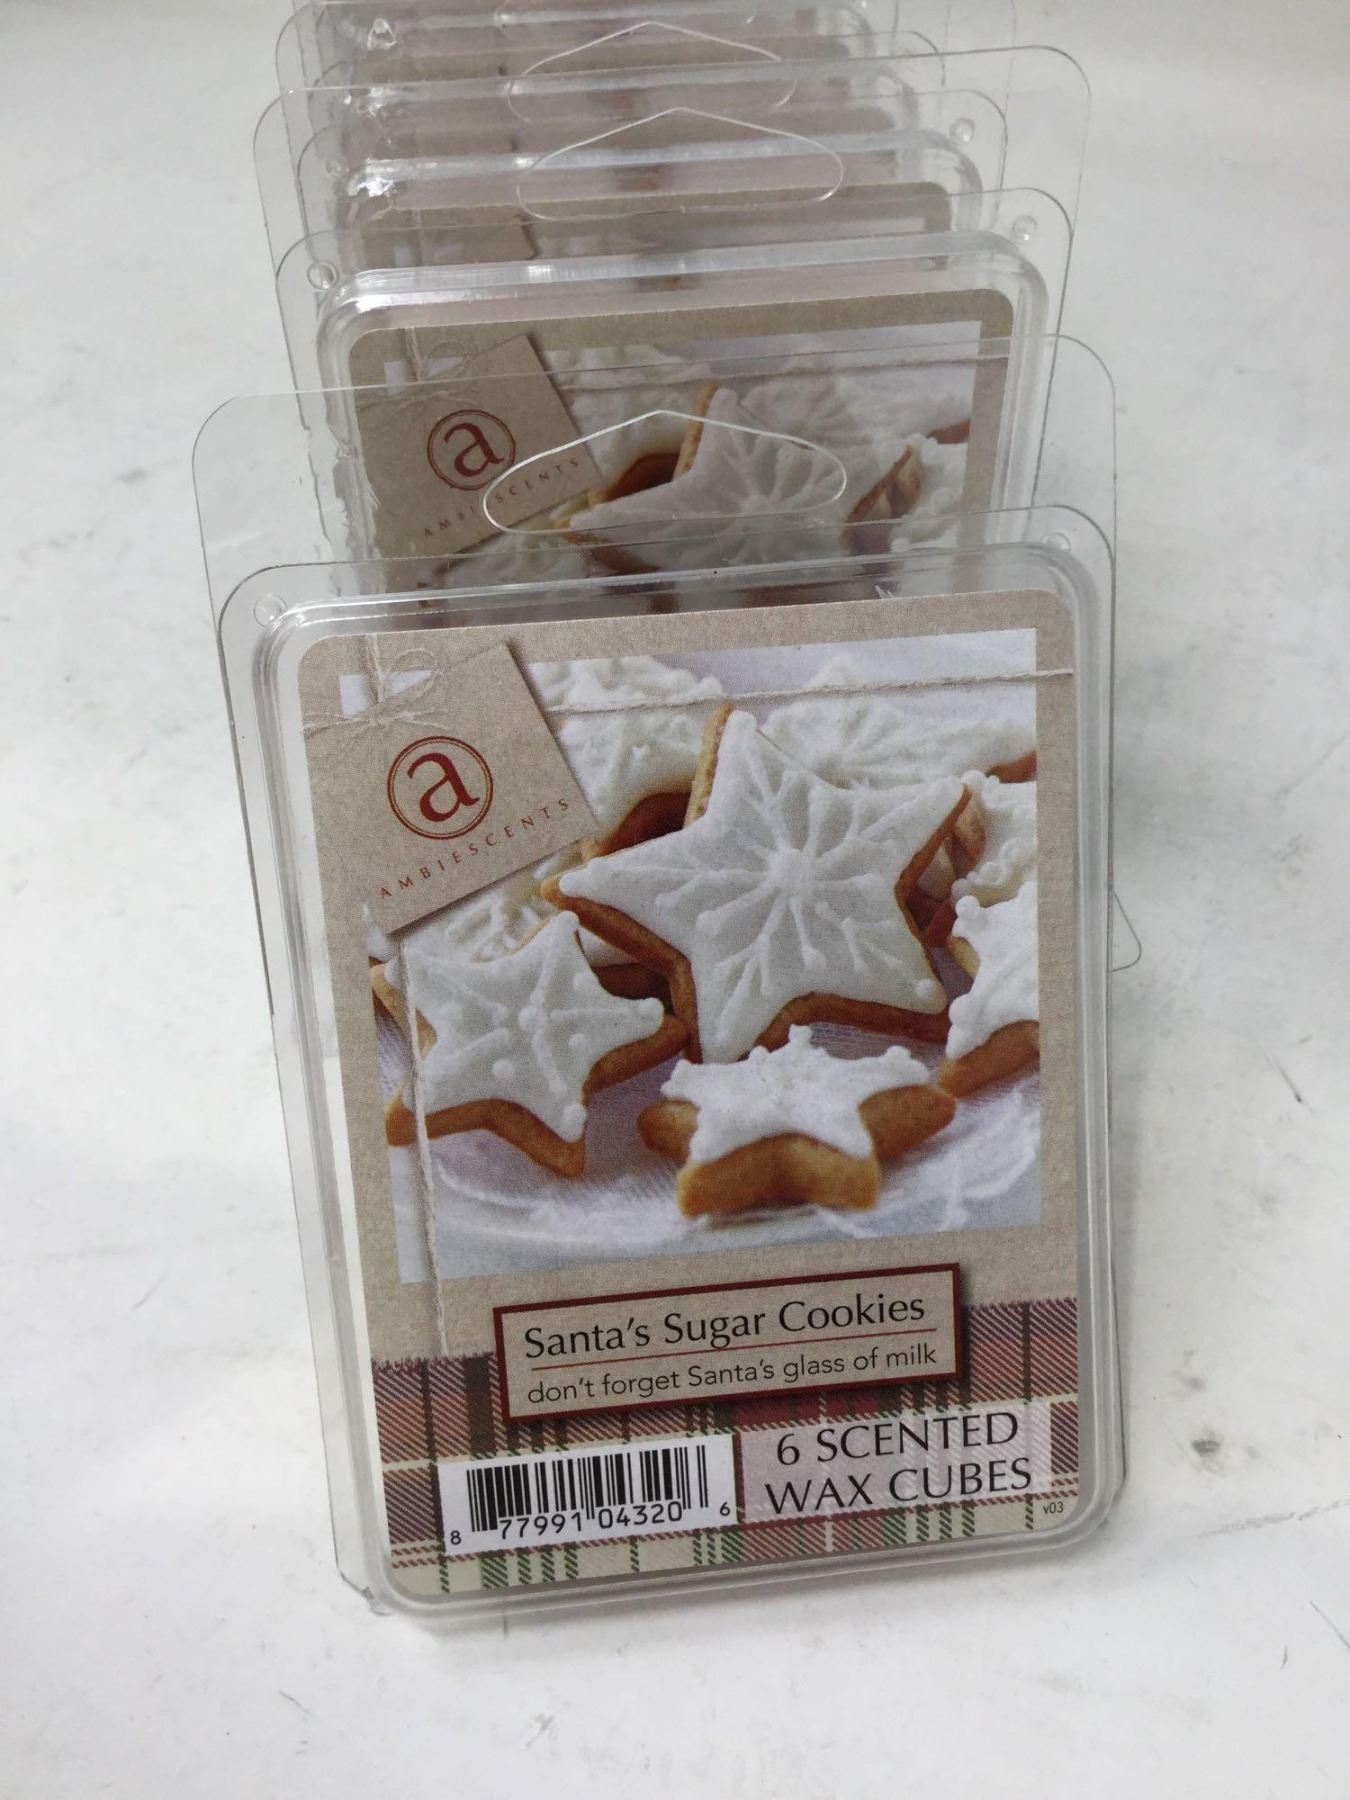 a
AMBIESCENTS
a
AMBIESCENTS
Santa's Sugar Cookies
don't forget Santa's glass of milk
6 SCENTED
WAX CUBES
8 77991 04320 6
v03